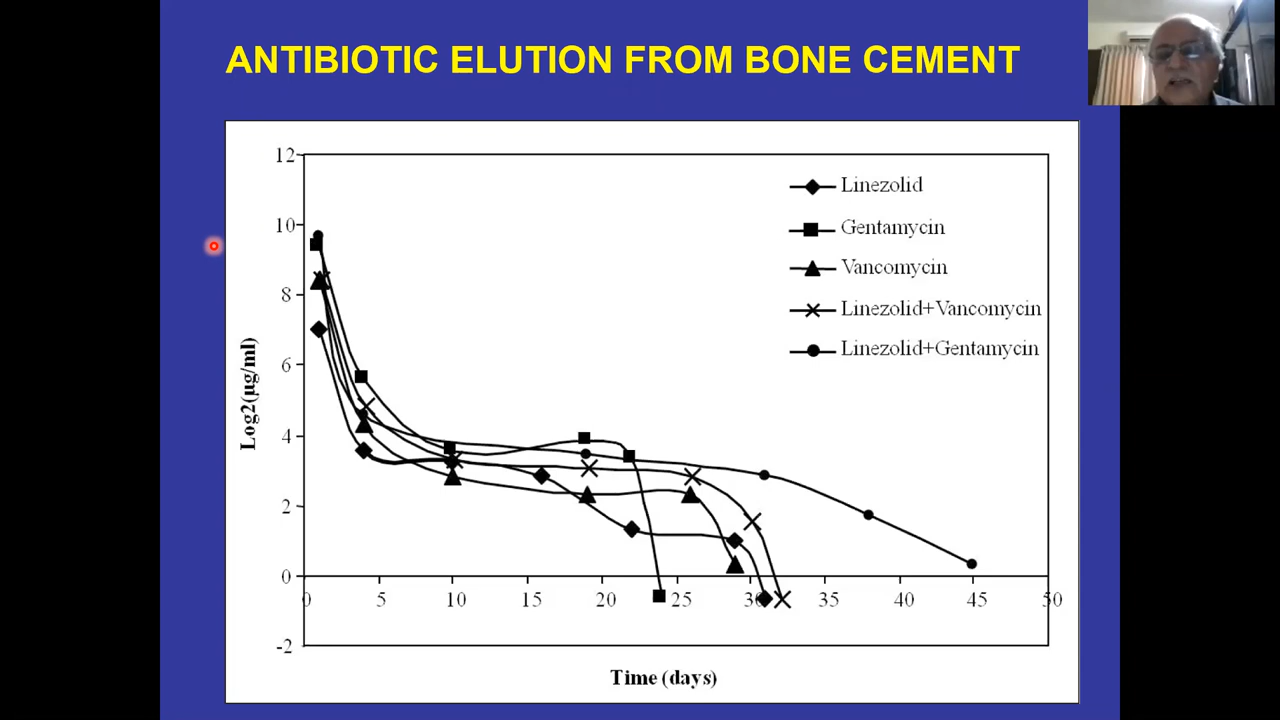 ANTIBIOTIC ELUTION FROM BONE CEMENT
12
10
8
6
4
2
0
-2
Log2(µg/ml)
Linezolid
Gentamycin
Vancomycin
Linezolid+Vancomycin
Linezolid+Gentamycin
0 5 10 15 20 25 30 35 40 45 50
Time (days)